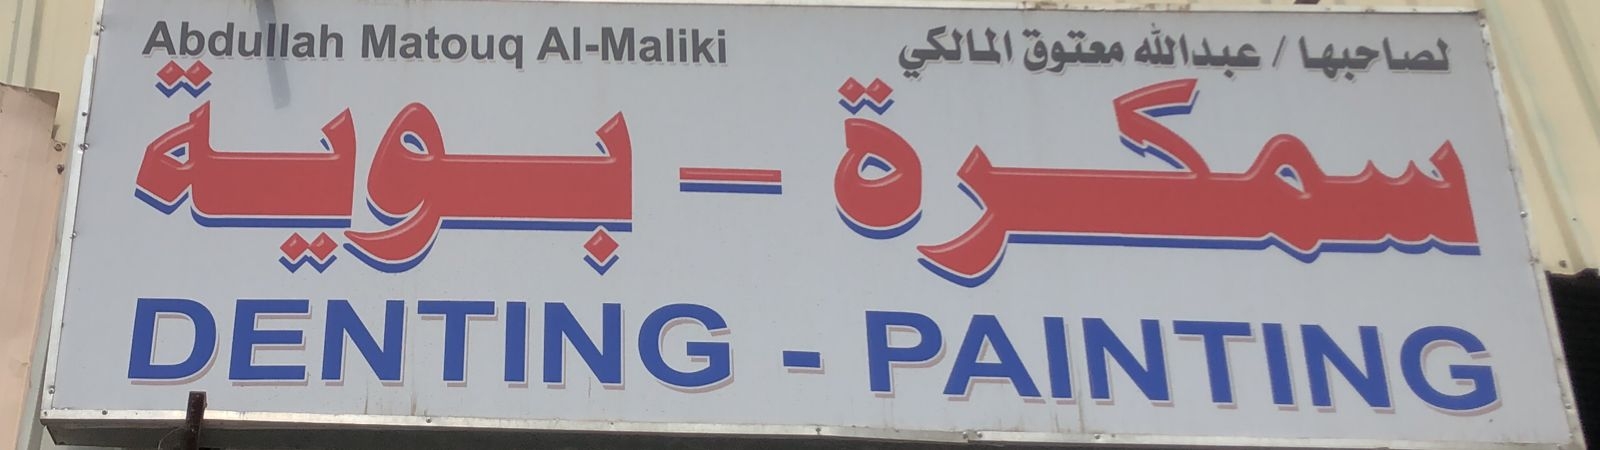 Abdullah Matouq Al-Maliki
لصاحبها / عبدالله معتوق المالكي
سمكرة - بوية
DENTING - PAINTING